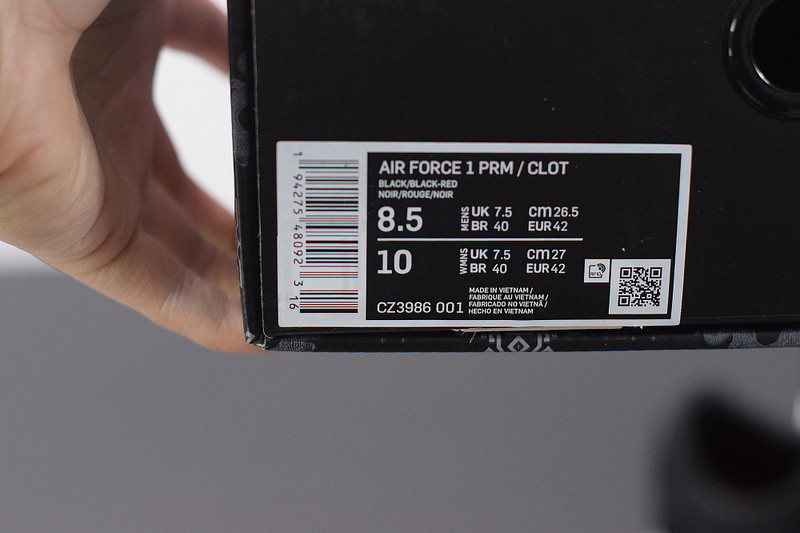 AIR FORCE 1 PRM / CLOT
BLACK/BLACK-RED
NOIR/ROUGE/NOIR
8.5 MENS UK 7.5 cm 26.5
BR 40 EUR 42
10 WMNS UK 7.5 cm 27
BR 40 EUR 42
MADE IN VIETNAM /
FABRIQUE AU VIETNAM /
FABRICADO NO VIETNÃ /
HECHO EN VIETNAM
CZ3986 001
1 94275 48092 3 16